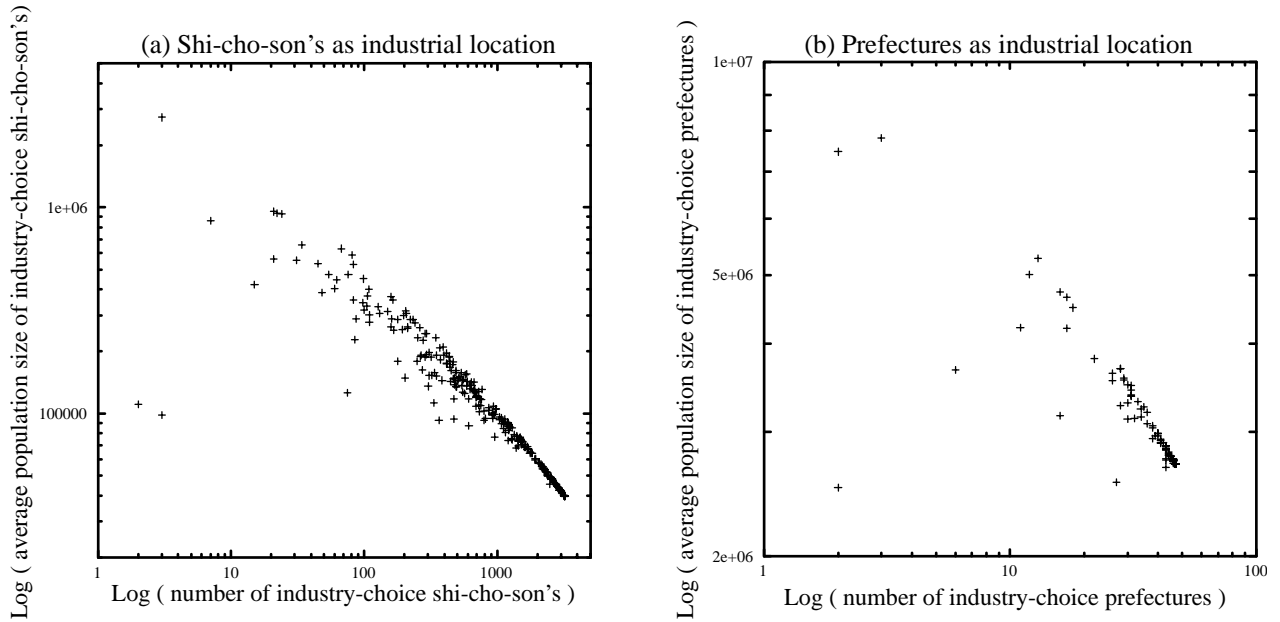 (a) Shi-cho-son's as industrial location
Log ( average population size of industry-choice shi-cho-son's)
1e+06
100000
1
10
100
1000
Log ( number of industry-choice shi-cho-son's )
(b) Prefectures as industrial location
Log ( average population size of industry-choice prefectures )
1e+07
5e+06
2e+06
1
10
100
Log ( number of industry-choice prefectures )